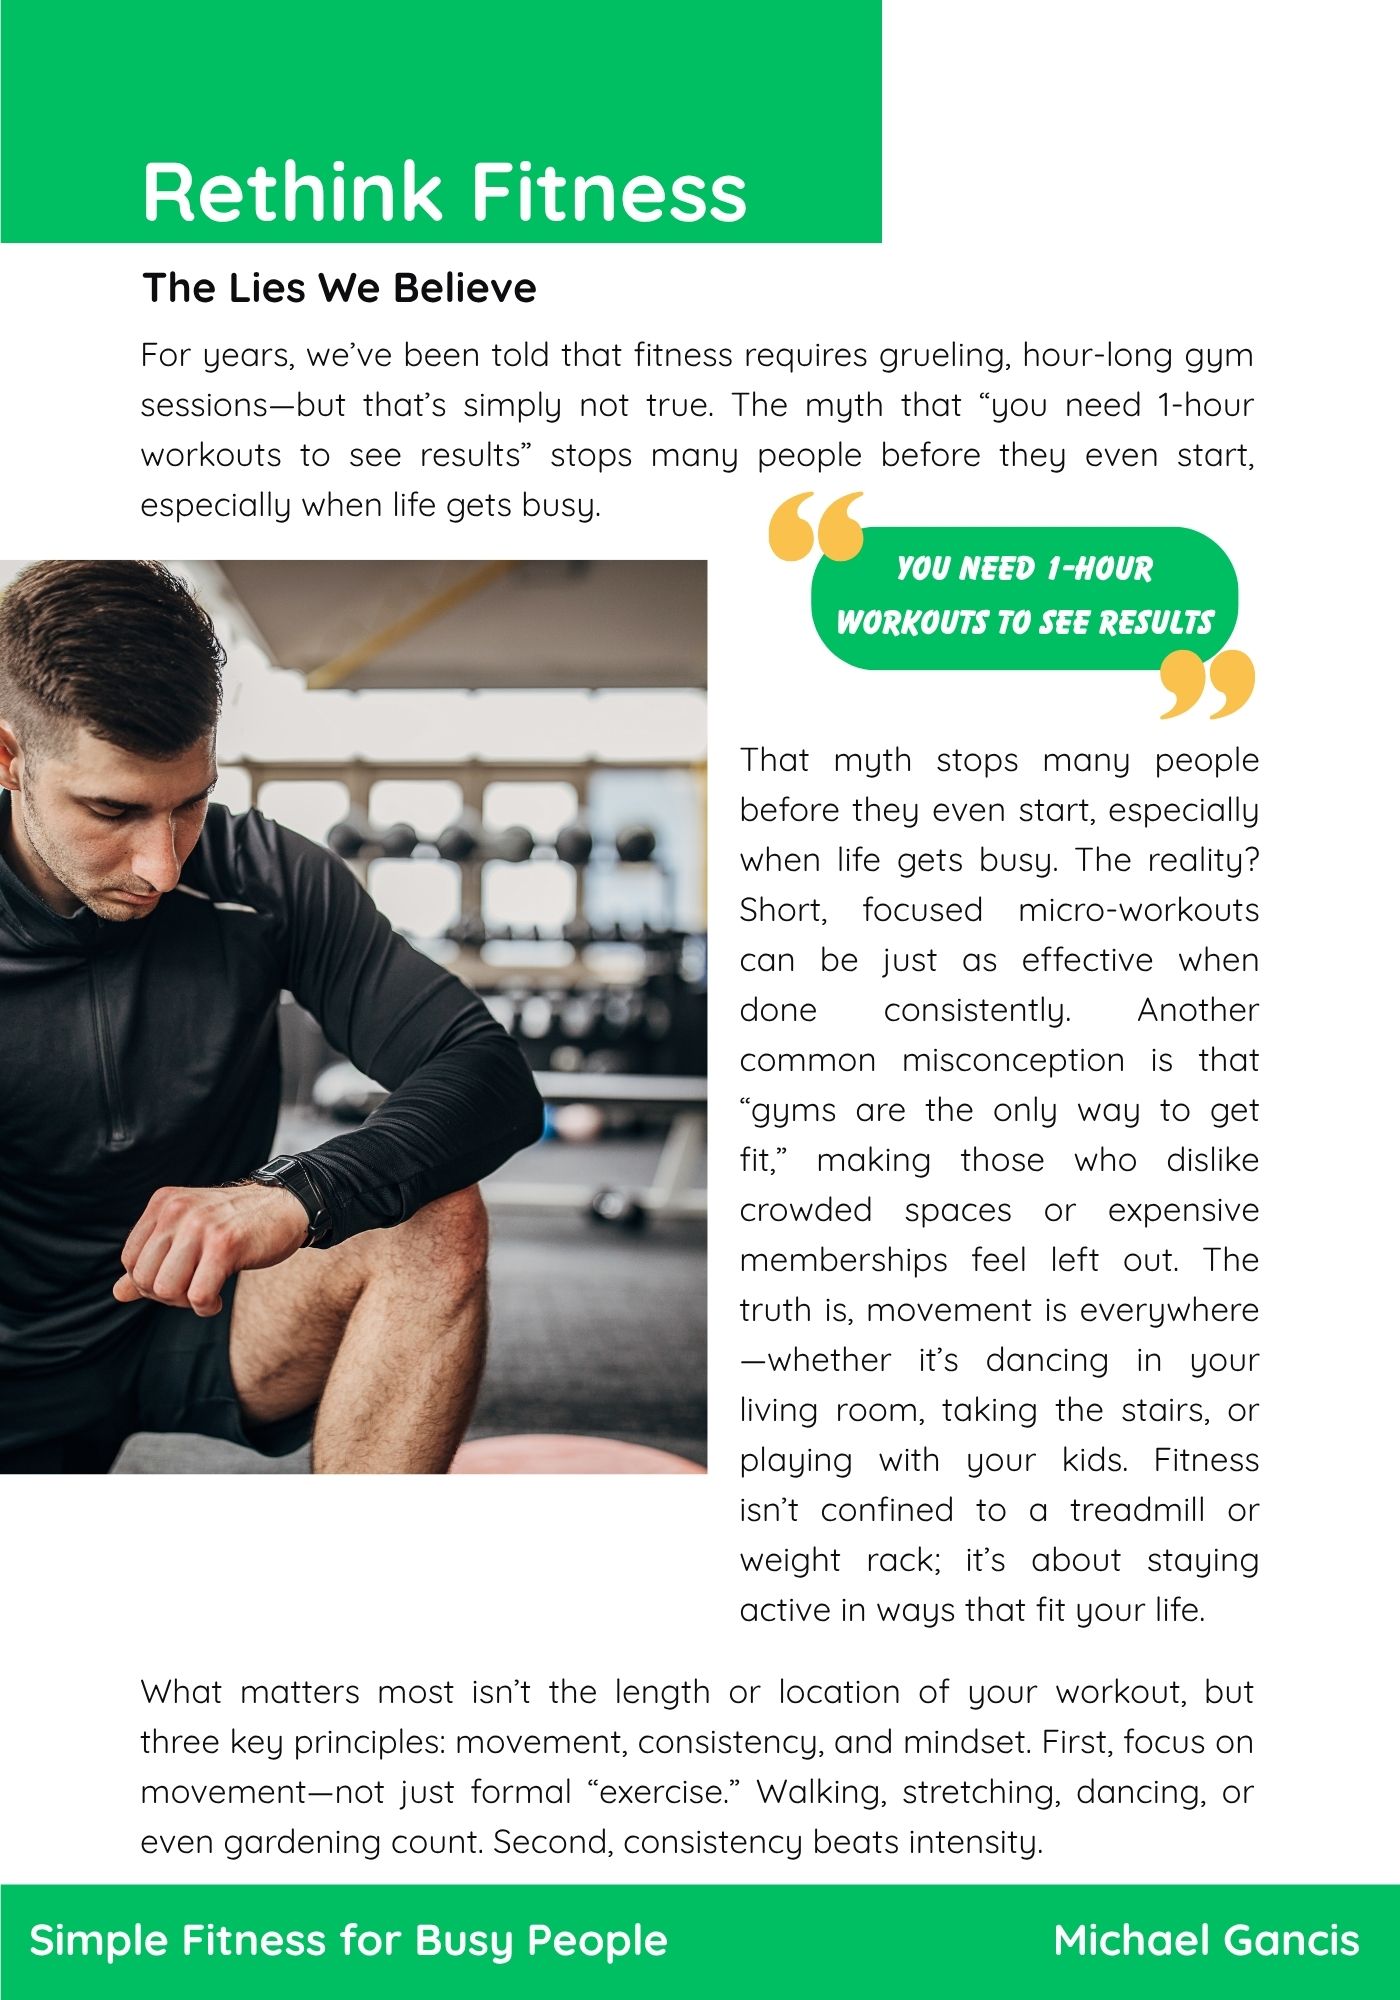 Rethink Fitness
The Lies We Believe
For years, we’ve been told that fitness requires grueling, hour-long gym
sessions—but that’s simply not true. The myth that “you need 1-hour
workouts to see results” stops many people before they even start,
especially when life gets busy.
“YOU NEED 1-HOUR
WORKOUTS TO SEE RESULTS”
That myth stops many people
before they even start, especially
when life gets busy. The reality?
Short, focused micro-workouts
can be just as effective when
done consistently. Another
common misconception is that
“gyms are the only way to get
fit,” making those who dislike
crowded spaces or expensive
memberships feel left out. The
truth is, movement is everywhere
—whether it’s dancing in your
living room, taking the stairs, or
playing with your kids. Fitness
isn’t confined to a treadmill or
weight rack; it’s about staying
active in ways that fit your life.
What matters most isn’t the length or location of your workout, but
three key principles: movement, consistency, and mindset. First, focus on
movement—not just formal “exercise.” Walking, stretching, dancing, or
even gardening count. Second, consistency beats intensity.
Simple Fitness for Busy People
Michael Gancis